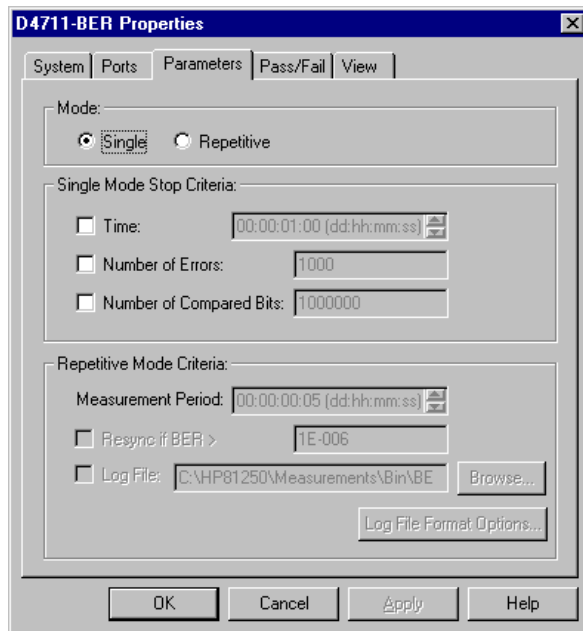 D4711-BER Properties
System Ports Parameters Pass/Fail View
Mode:
Single Repetitive
Single Mode Stop Criteria:
Time: 00:00:01:00 (dd:hh:mm:ss)
Number of Errors: 1000
Number of Compared Bits: 1000000
Repetitive Mode Criteria:
Measurement Period: 00:00:00:05 (dd:hh:mm:ss)
Resync if BER > 1E-006
Log File: C:\HP81250\Measurements\Bin\BE Browse...
Log File Format Options...
OK Cancel Apply Help